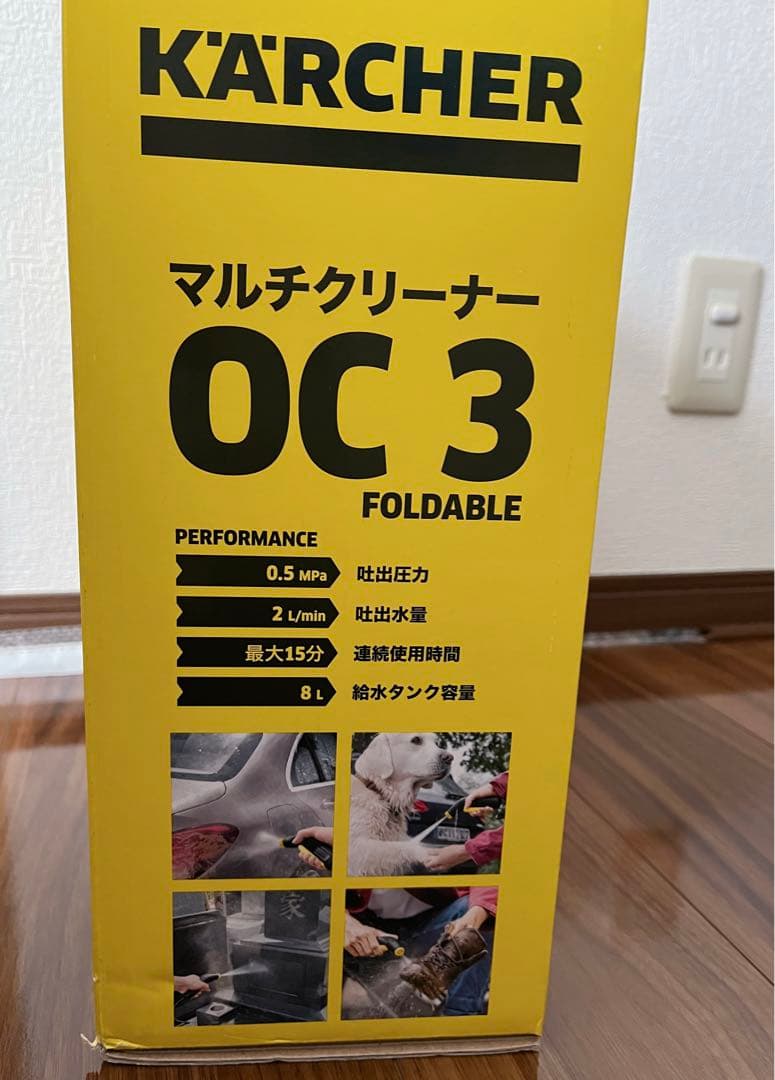 KÄRCHER
マルチクリーナー
OC 3
FOLDABLE
PERFORMANCE
0.5 MPa 吐出圧力
2 L/min 吐出水量
最大15分 連続使用時間
8 L 給水タンク容量
家